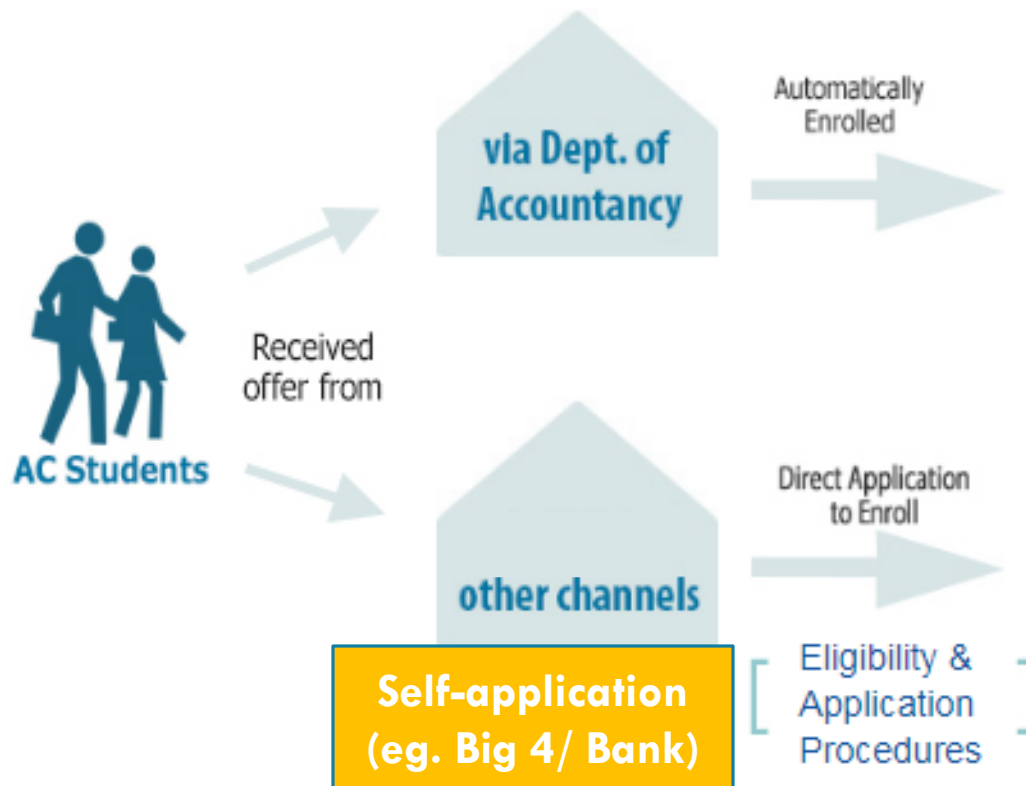 via Dept. of
Accountancy
Automatically
Enrolled
Received
offer from
AC Students
other channels
Direct Application
to Enroll
Self-application
(eg. Big 4/ Bank)
Eligibility &
Application
Procedures